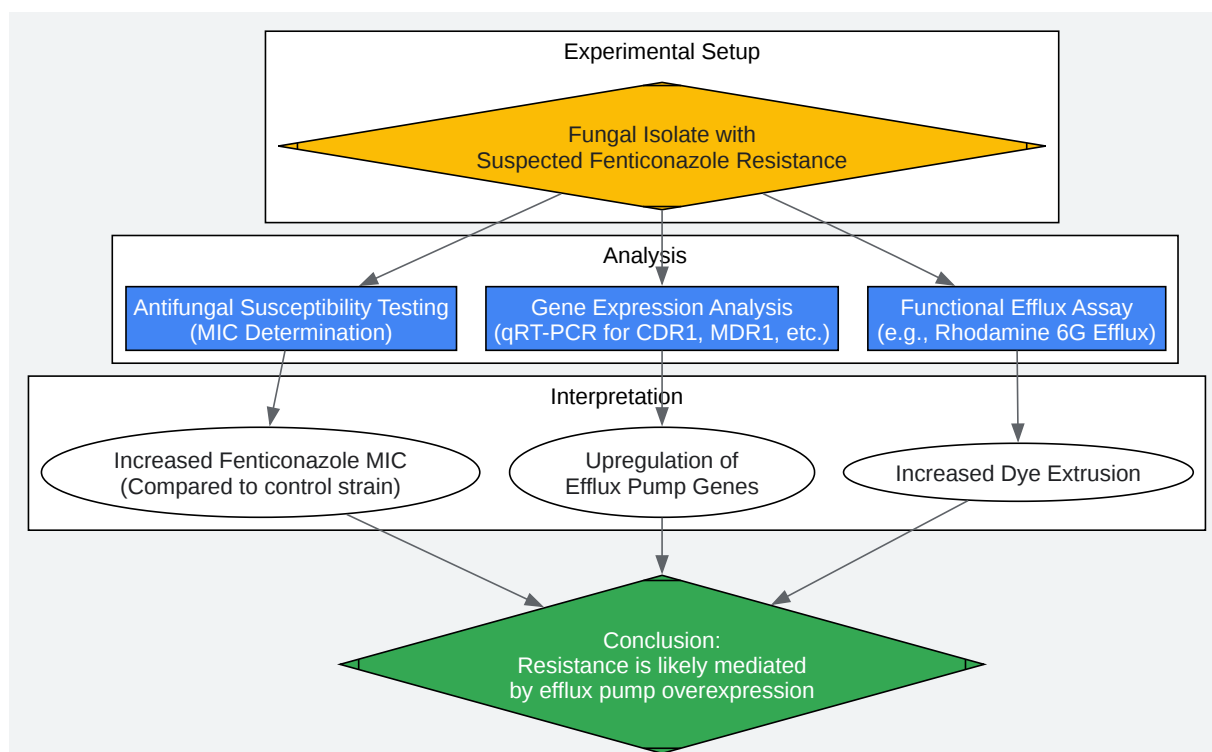 Experimental Setup
Fungal Isolate with
Suspected Fenticonazole Resistance
Analysis
Antifungal Susceptibility Testing
(MIC Determination)
Gene Expression Analysis
(qRT-PCR for CDR1, MDR1, etc.)
Functional Efflux Assay
(e.g., Rhodamine 6G Efflux)
Interpretation
Increased Fenticonazole MIC
(Compared to control strain)
Upregulation of
Efflux Pump Genes
Increased Dye Extrusion
Conclusion:
Resistance is likely mediated
by efflux pump overexpression